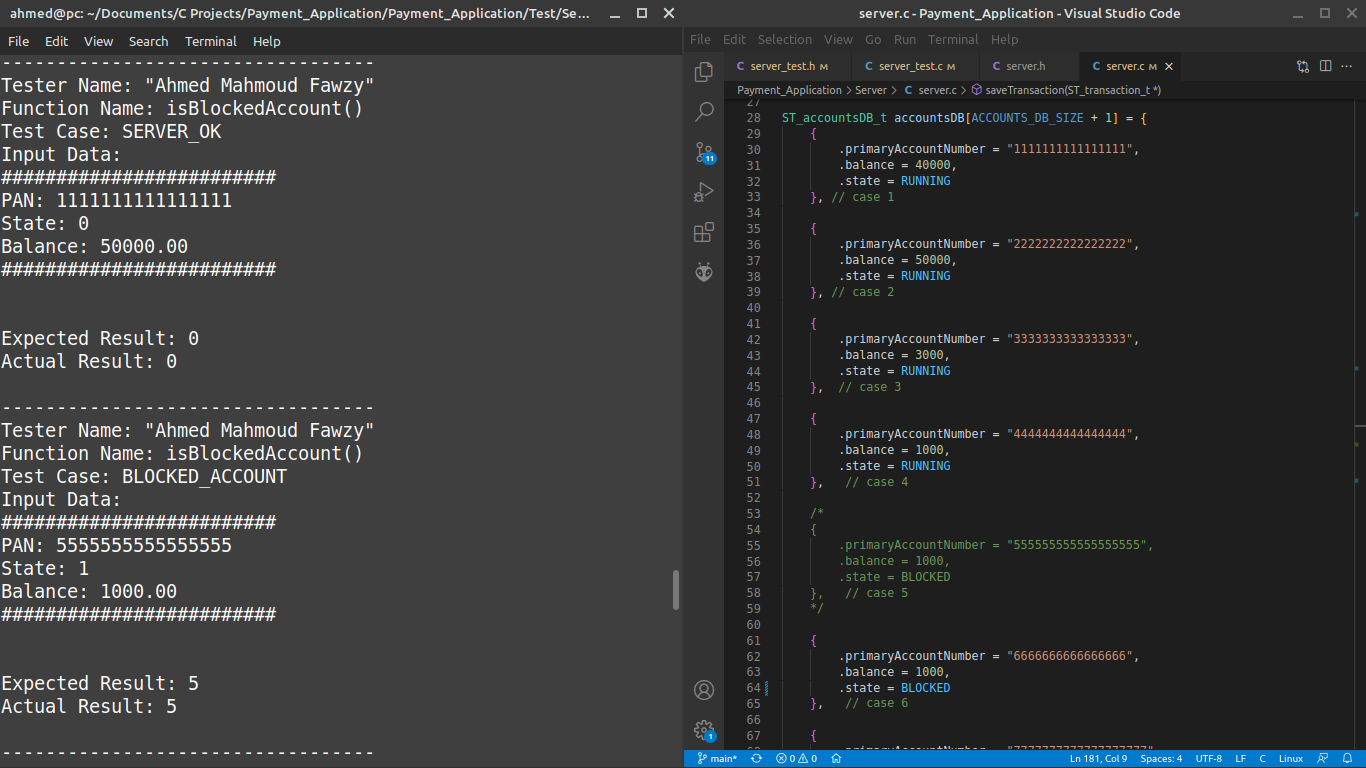 ahmed@pc: ~/Documents/C Projects/Payment_Application/Payment_Application/Test/Se...
File Edit View Search Terminal Help
----------------------------------
Tester Name: "Ahmed Mahmoud Fawzy"
Function Name: isBlockedAccount()
Test Case: SERVER_OK
Input Data:
#########################
PAN: 1111111111111111
State: 0
Balance: 50000.00
#########################
Expected Result: 0
Actual Result: 0
----------------------------------
Tester Name: "Ahmed Mahmoud Fawzy"
Function Name: isBlockedAccount()
Test Case: BLOCKED_ACCOUNT
Input Data:
#########################
PAN: 5555555555555555
State: 1
Balance: 1000.00
#########################
Expected Result: 5
Actual Result: 5
----------------------------------
server.c - Payment_Application - Visual Studio Code
File Edit Selection View Go Run Terminal Help
C server_test.h M C server_test.c M C server.h C server.c M
Payment_Application > Server > C server.c > saveTransaction(ST_transaction_t *)
27
28 ST_accountsDB_t accountsDB[ACCOUNTS_DB_SIZE + 1] = {
29 {
30 .primaryAccountNumber = "1111111111111111",
31 .balance = 40000,
32 .state = RUNNING
33 }, // case 1
34
35 {
36 .primaryAccountNumber = "2222222222222222",
37 .balance = 50000,
38 .state = RUNNING
39 }, // case 2
40
41 {
42 .primaryAccountNumber = "3333333333333333",
43 .balance = 3000,
44 .state = RUNNING
45 }, // case 3
46
47 {
48 .primaryAccountNumber = "4444444444444444",
49 .balance = 1000,
50 .state = RUNNING
51 }, // case 4
52
53 /*
54 {
55 .primaryAccountNumber = "555555555555555555",
56 .balance = 1000,
57 .state = BLOCKED
58 }, // case 5
59 */
60
61 {
62 .primaryAccountNumber = "6666666666666666",
63 .balance = 1000,
64 .state = BLOCKED
65 }, // case 6
66
67 {
11
1
main* 0 0 Ln 181, Col 9 Spaces: 4 UTF-8 LF C Linux